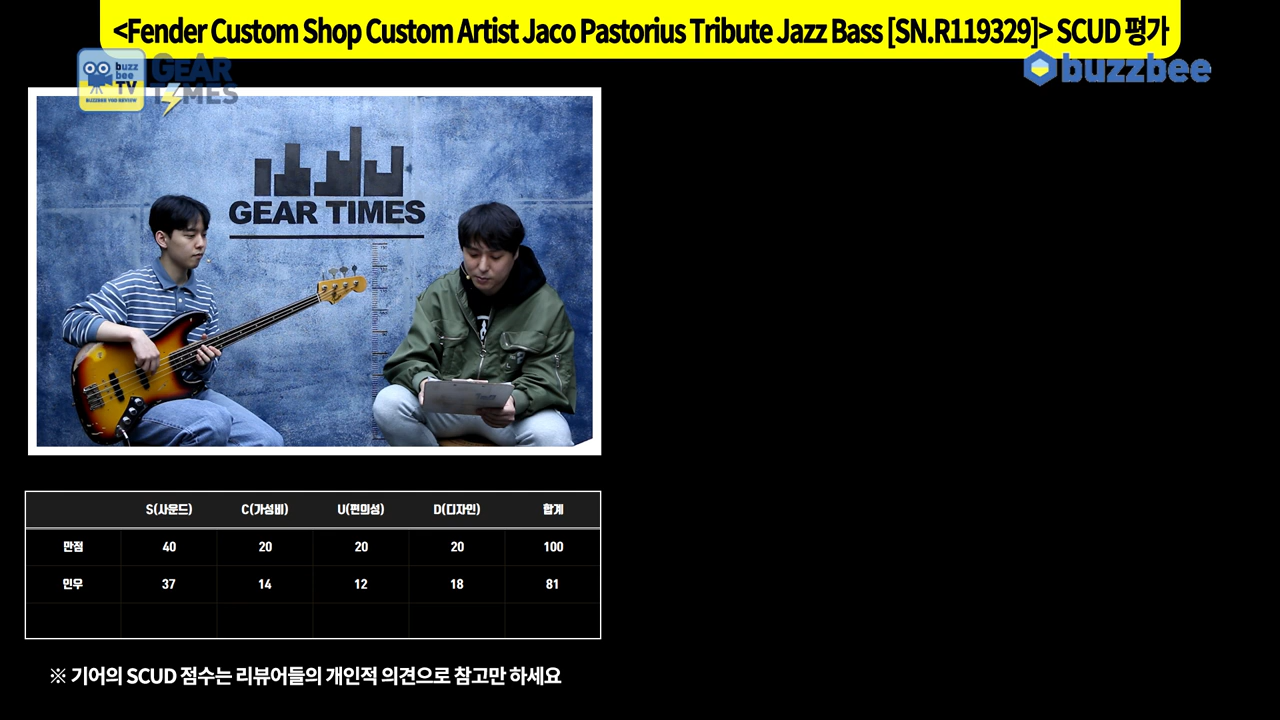 <Fender Custom Shop Custom Artist Jaco Pastorius Tribute Jazz Bass [SN.R119329]> SCUD 평가
buzz bee TV
BUZZBEE YOU REVIEW
GEAR TIMES
buzzbee
GEAR TIMES
S(사운드) C(가성비) U(편의성) D(디자인) 합계
만점 40 20 20 20 100
민우 37 14 12 18 81
※ 기어의 SCUD 점수는 리뷰어들의 개인적 의견으로 참고만 하세요